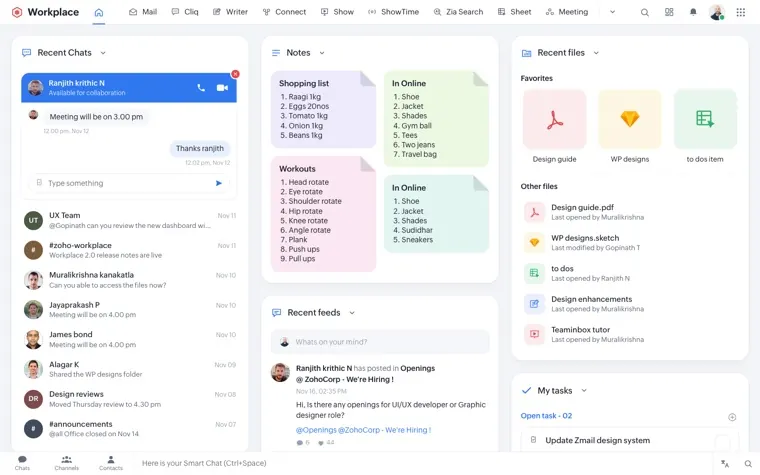 Workplace
Mail
Cliq
Writer
Connect
Show
ShowTime
Zia Search
Sheet
Meeting
Recent Chats
Ranjith krithic N
Available for collaboration
Meeting will be on 3.00 pm
12:00 pm, Nov 12
Thanks ranjith
12:02 pm, Nov 12
Type something
UT
UX Team
Nov 11
@Gopinath can you review the new dashboard wi...
#
#zoho-workplace
Nov 11
Workplace 2.0 release notes are live
Muralikrishna kanakatla
Nov 10
Can you able to access the files now?
Jayaprakash P
Nov 10
Meeting will be on 4.00 pm
James bond
Nov 10
Meeting will be on 4.00 pm
Alagar K
Nov 09
Shared the WP designs folder
DR
Design reviews
Nov 08
Moved Thursday review to 4.30 pm
#
#announcements
Nov 07
@all Office closed on Nov 14
Notes
Shopping list
1. Raagi 1kg
2. Eggs 20nos
3. Tomato 1kg
4. Onion 1kg
5. Beans 1kg
In Online
1. Shoe
2. Jacket
3. Shades
4. Gym ball
5. Tees
6. Two jeans
7. Travel bag
Workouts
1. Head rotate
2. Eye rotate
3. Shoulder rotate
4. Hip rotate
5. Knee rotate
6. Angle rotate
7. Plank
8. Push ups
9. Pull ups
In Online
1. Shoe
2. Jacket
3. Shades
4. Sudidhar
5. Sneakers
Recent feeds
Whats on your mind?
Ranjith krithic N has posted in Openings
@ ZohoCorp - We're Hiring !
Nov 16, 02:35 PM
Hi, Is there any openings for UI/UX developer or Graphic
designer role?
@Openings @ZohoCorp - We're Hiring !
6
44
Recent files
Favorites
Design guide
WP designs
to dos item
Other files
Design guide.pdf
Last opened by Muralikrishna
WP designs.sketch
Last modified by Gopinath T
to dos
Last opened by Ranjith N
Design enhancements
Last opened by Muralikrishna
Teaminbox tutor
Last opened by Muralikrishna
My tasks
Open task - 02
Update Zmail design system
Chats
Channels
Contacts
Here is your Smart Chat (Ctrl+Space)